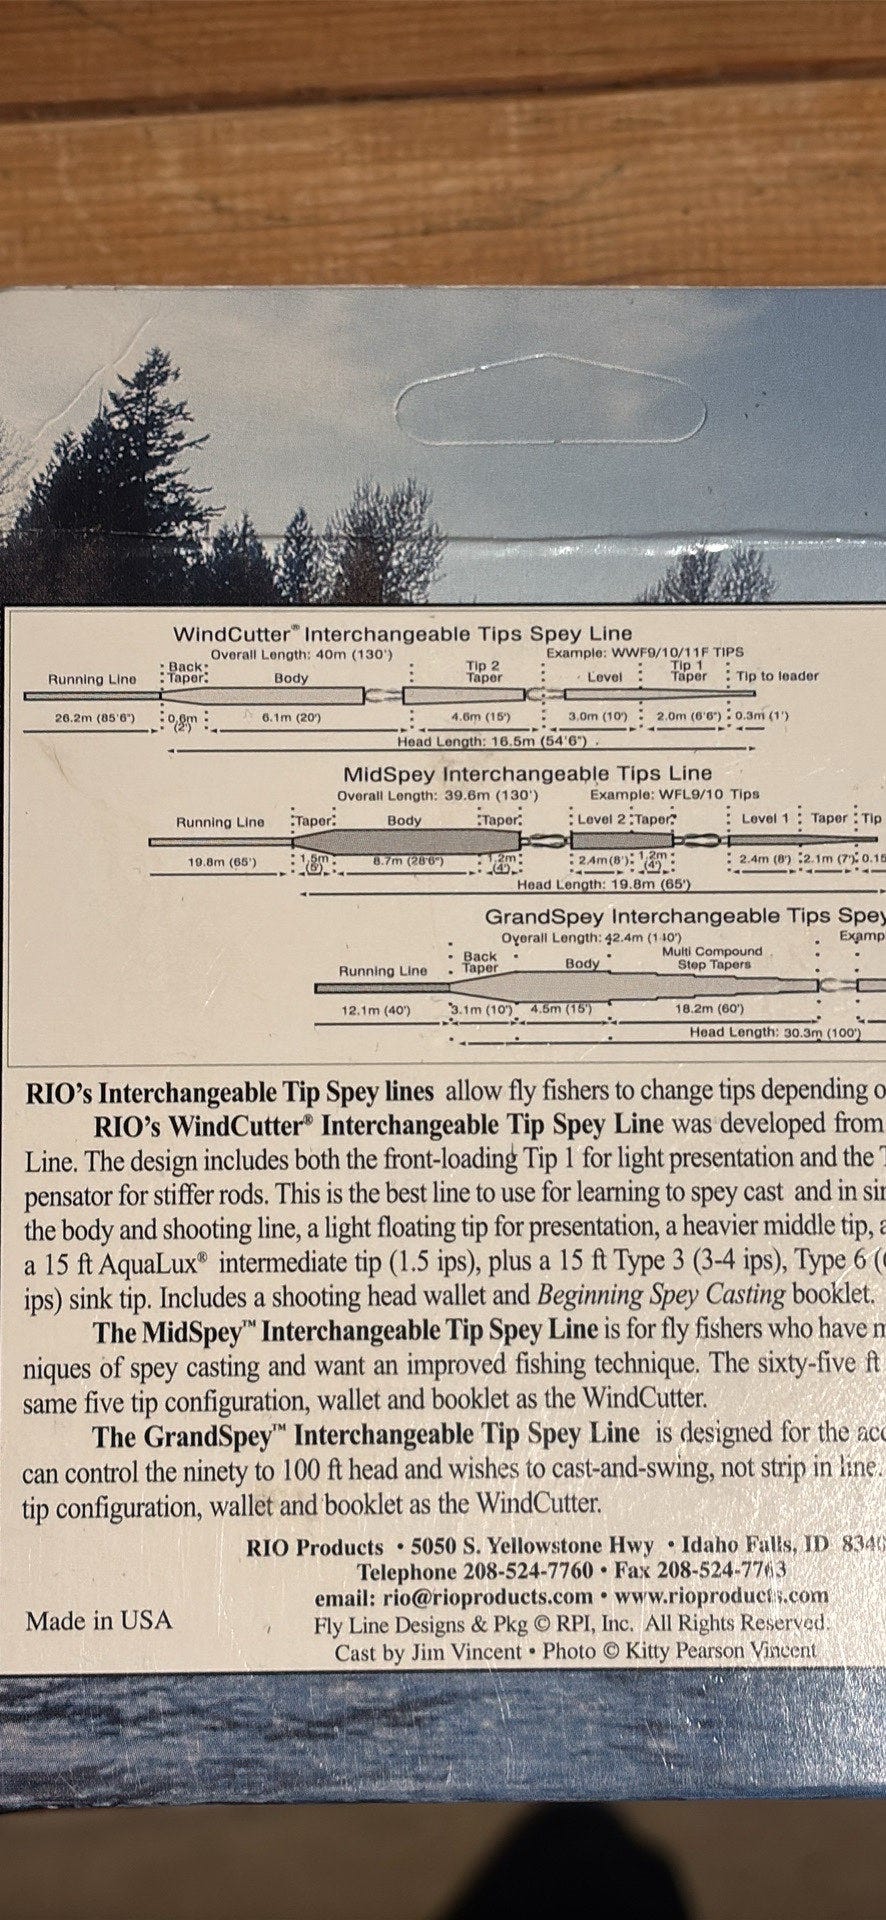 WindCutter® Interchangeable Tips Spey Line
Overall Length: 40m (130') Example: WWF9/10/11F TIPS
Running Line Back Taper Body Tip 2 Taper Level Tip 1 Taper Tip to leader
26.2m (85'6") 0.6m (2') 6.1m (20') 4.6m (15') 3.0m (10') 2.0m (6'6") 0.3m (1')
Head Length: 16.5m (54'6")
MidSpey Interchangeable Tips Line
Overall Length: 39.6m (130') Example: WFL9/10 Tips
Running Line Taper Body Taper Level 2 Taper Level 1 Taper Tip
19.8m (65') 1.5m (5') 8.7m (28'6") 1.2m (4') 2.4m (8') 1.2m (4') 2.4m (8') 2.1m (7') 0.15
Head Length: 19.8m (65')
GrandSpey Interchangeable Tips Spey
Overall Length: 42.4m (140') Examp
Running Line Back Taper Body Multi Compound Step Tapers
12.1m (40') 3.1m (10') 4.5m (15') 18.2m (60')
Head Length: 30.3m (100')
RIO's Interchangeable Tip Spey lines allow fly fishers to change tips depending o
RIO's WindCutter® Interchangeable Tip Spey Line was developed from
Line. The design includes both the front-loading Tip 1 for light presentation and the
pensator for stiffer rods. This is the best line to use for learning to spey cast and in sin
the body and shooting line, a light floating tip for presentation, a heavier middle tip, a
a 15 ft AquaLux® intermediate tip (1.5 ips), plus a 15 ft Type 3 (3-4 ips), Type 6 (
ips) sink tip. Includes a shooting head wallet and Beginning Spey Casting booklet.
The MidSpey™ Interchangeable Tip Spey Line is for fly fishers who have m
niques of spey casting and want an improved fishing technique. The sixty-five ft
same five tip configuration, wallet and booklet as the WindCutter.
The GrandSpey™ Interchangeable Tip Spey Line is designed for the acc
can control the ninety to 100 ft head and wishes to cast-and-swing, not strip in line.
tip configuration, wallet and booklet as the WindCutter.
RIO Products • 5050 S. Yellowstone Hwy • Idaho Falls, ID 8340
Telephone 208-524-7760 • Fax 208-524-7763
email: rio@rioproducts.com • www.rioproducts.com
Made in USA
Fly Line Designs & Pkg © RPI, Inc. All Rights Reserved.
Cast by Jim Vincent • Photo © Kitty Pearson Vincent